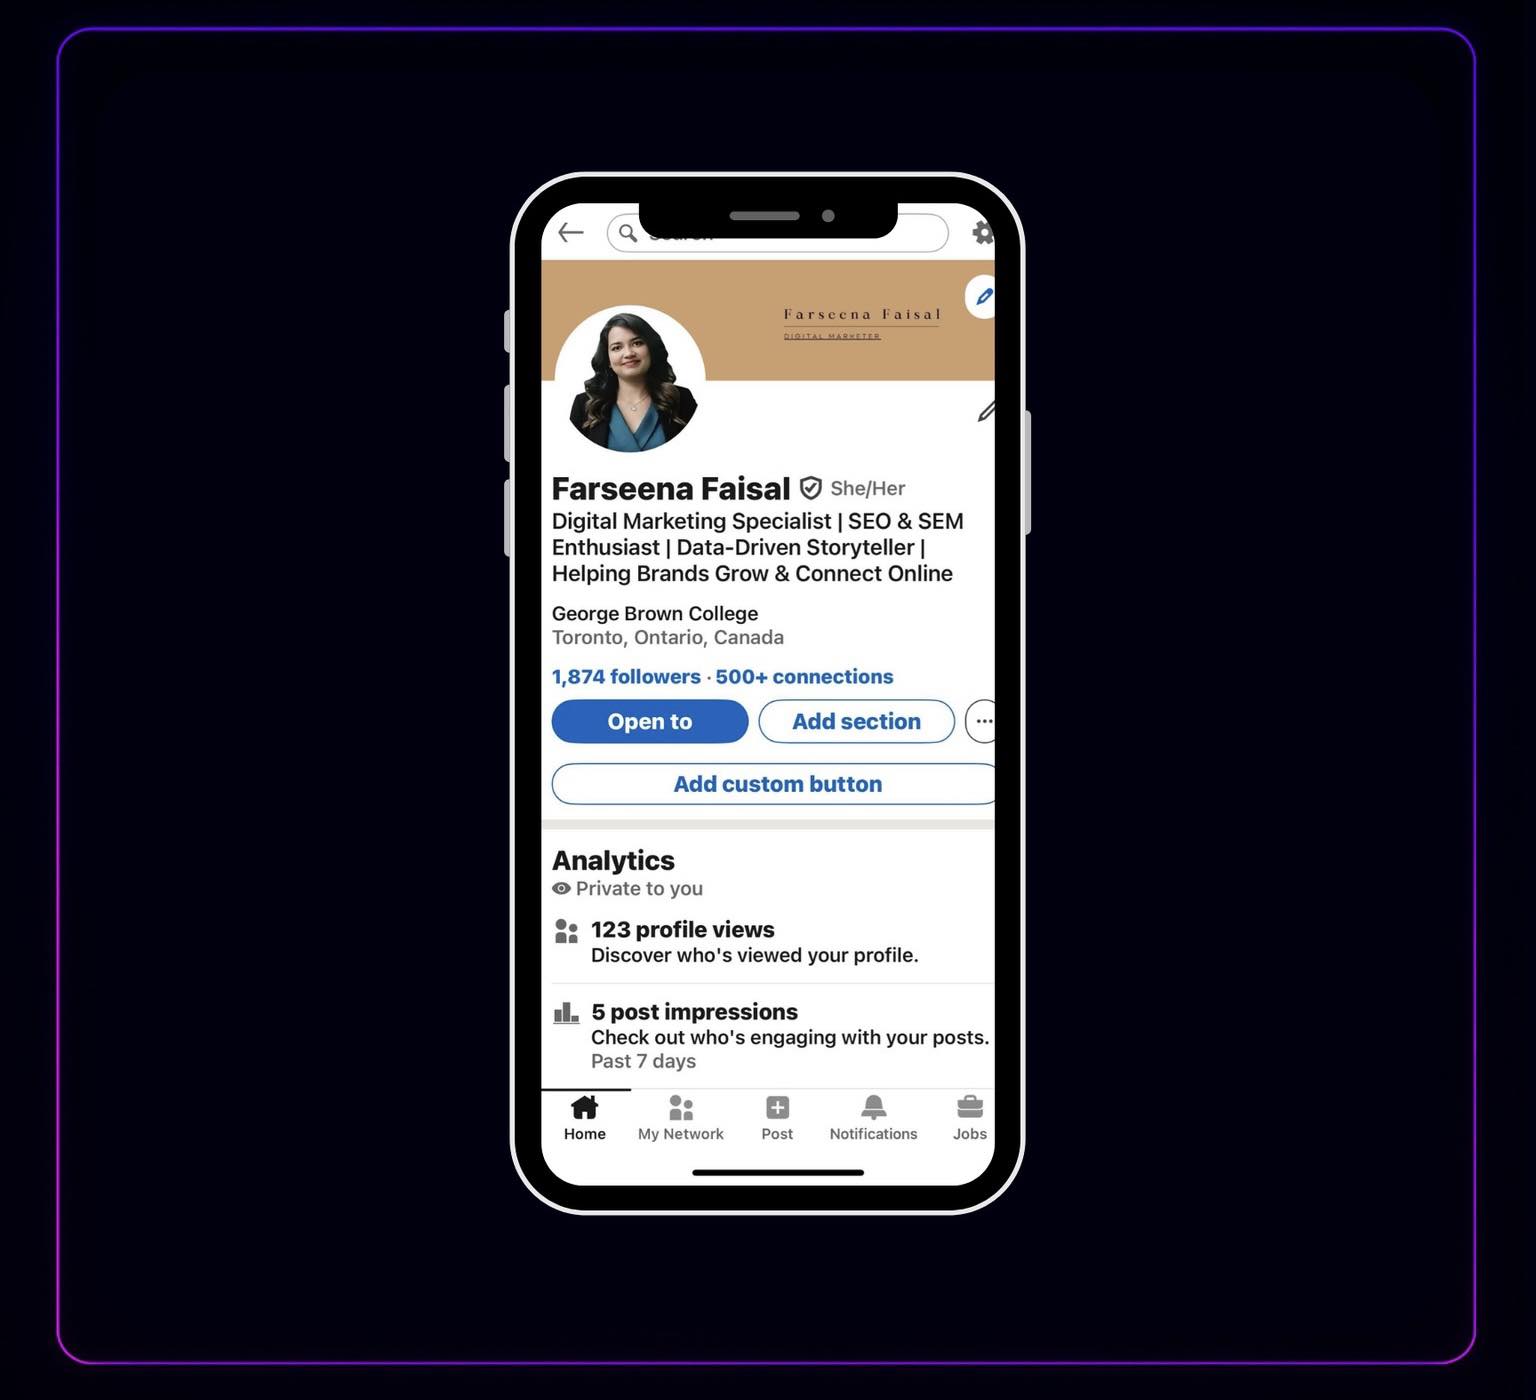 Farseena Faisal
DIGITAL MARKETER
Farseena Faisal She/Her
Digital Marketing Specialist | SEO & SEM
Enthusiast | Data-Driven Storyteller |
Helping Brands Grow & Connect Online
George Brown College
Toronto, Ontario, Canada
1,874 followers · 500+ connections
Open to
Add section
Add custom button
Analytics
Private to you
123 profile views
Discover who's viewed your profile.
5 post impressions
Check out who's engaging with your posts.
Past 7 days
Home
My Network
Post
Notifications
Jobs